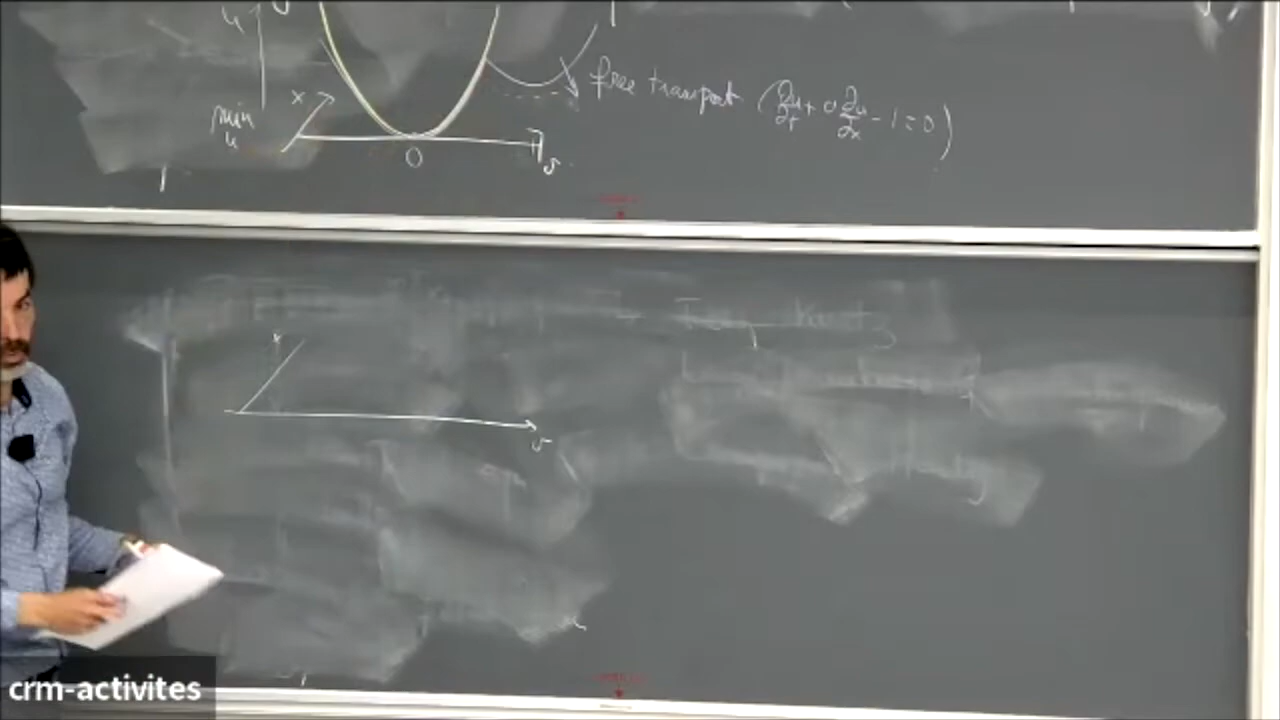 x
min
u
0
v
free transport (∂u/∂t + v ∂u/∂x - 1 = 0)
x
v
crm-activites